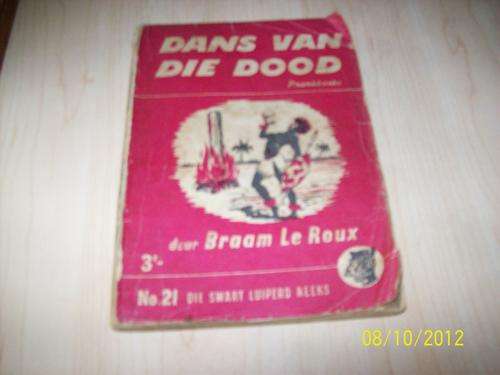 DANS VAN
DIE DOOD
deur Braam Le Roux
3'-
No.21 DIE SWART LUIPERD REEKS
08/10/2012